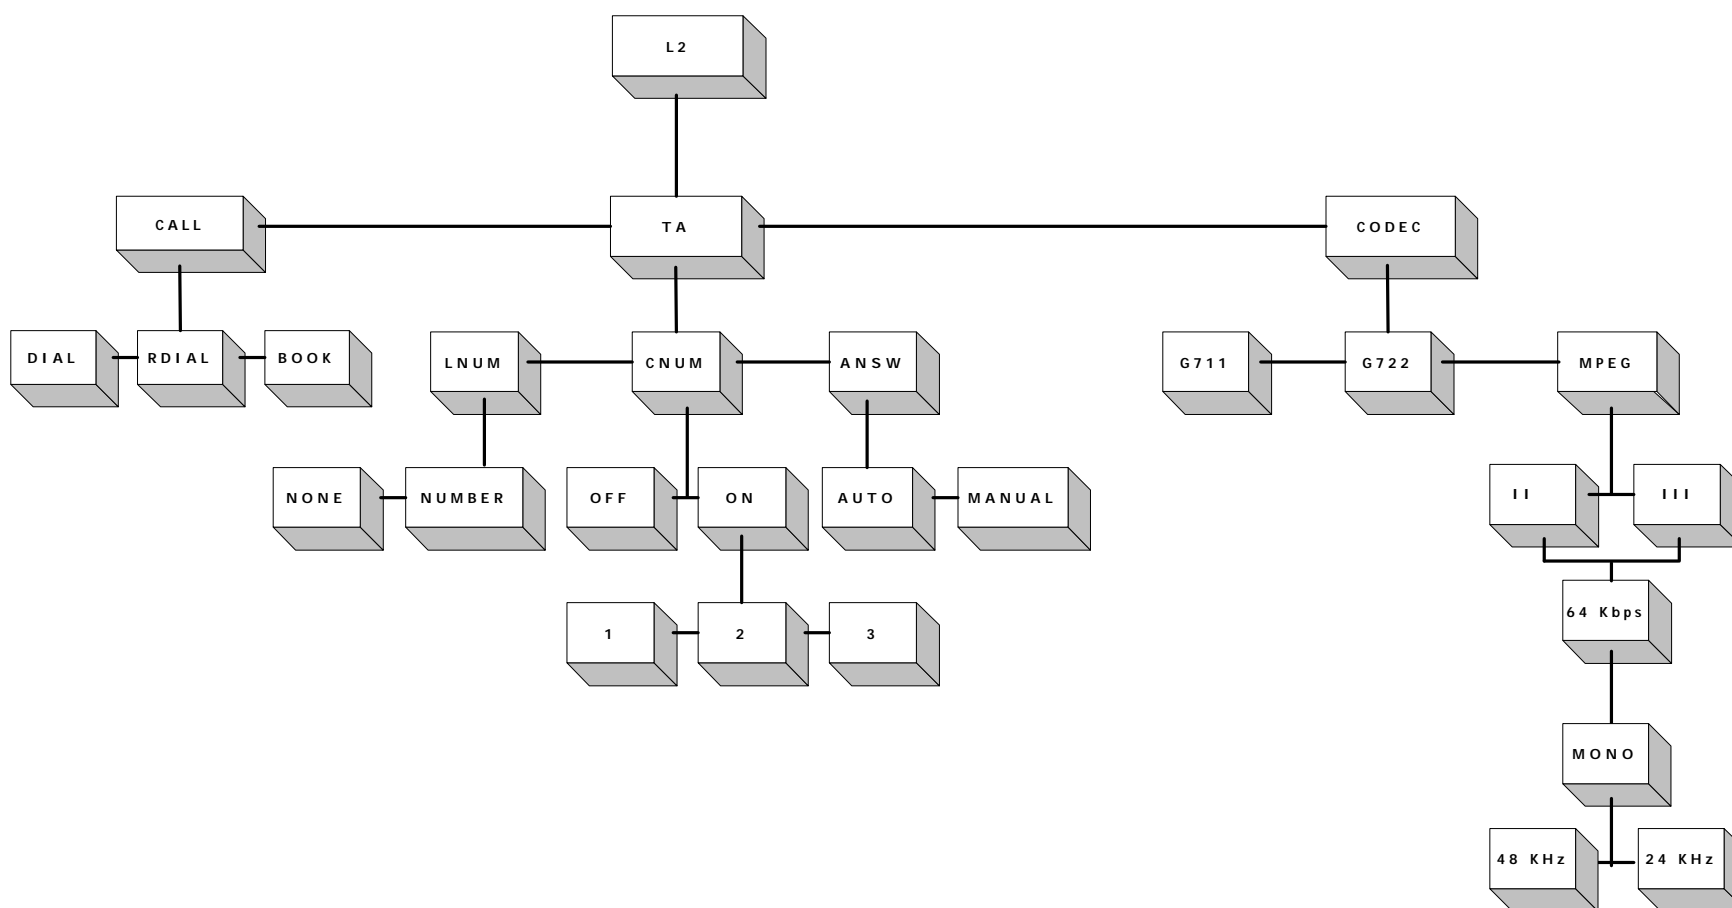 L2
CALL
TA
CODEC
DIAL
RDIAL
BOOK
LNUM
CNUM
ANSW
G711
G722
MPEG
NONE
NUMBER
OFF
ON
AUTO
MANUAL
II
III
1
2
3
64 Kbps
MONO
48 KHz
24 KHz